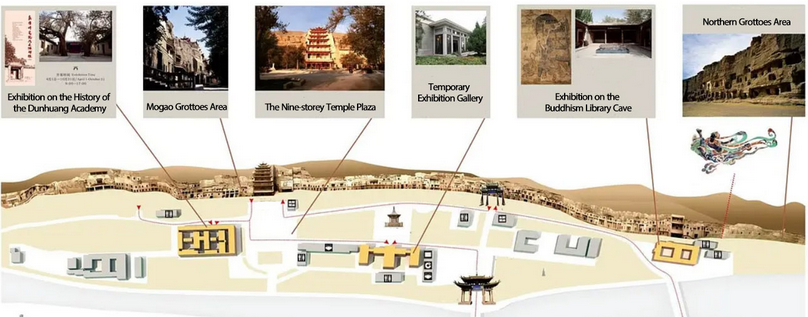 Exhibition on the History of
the Dunhuang Academy
Mogao Grottoes Area
The Nine-storey Temple Plaza
Temporary
Exhibition Gallery
Exhibition on the
Buddhism Library Cave
Northern Grottoes Area